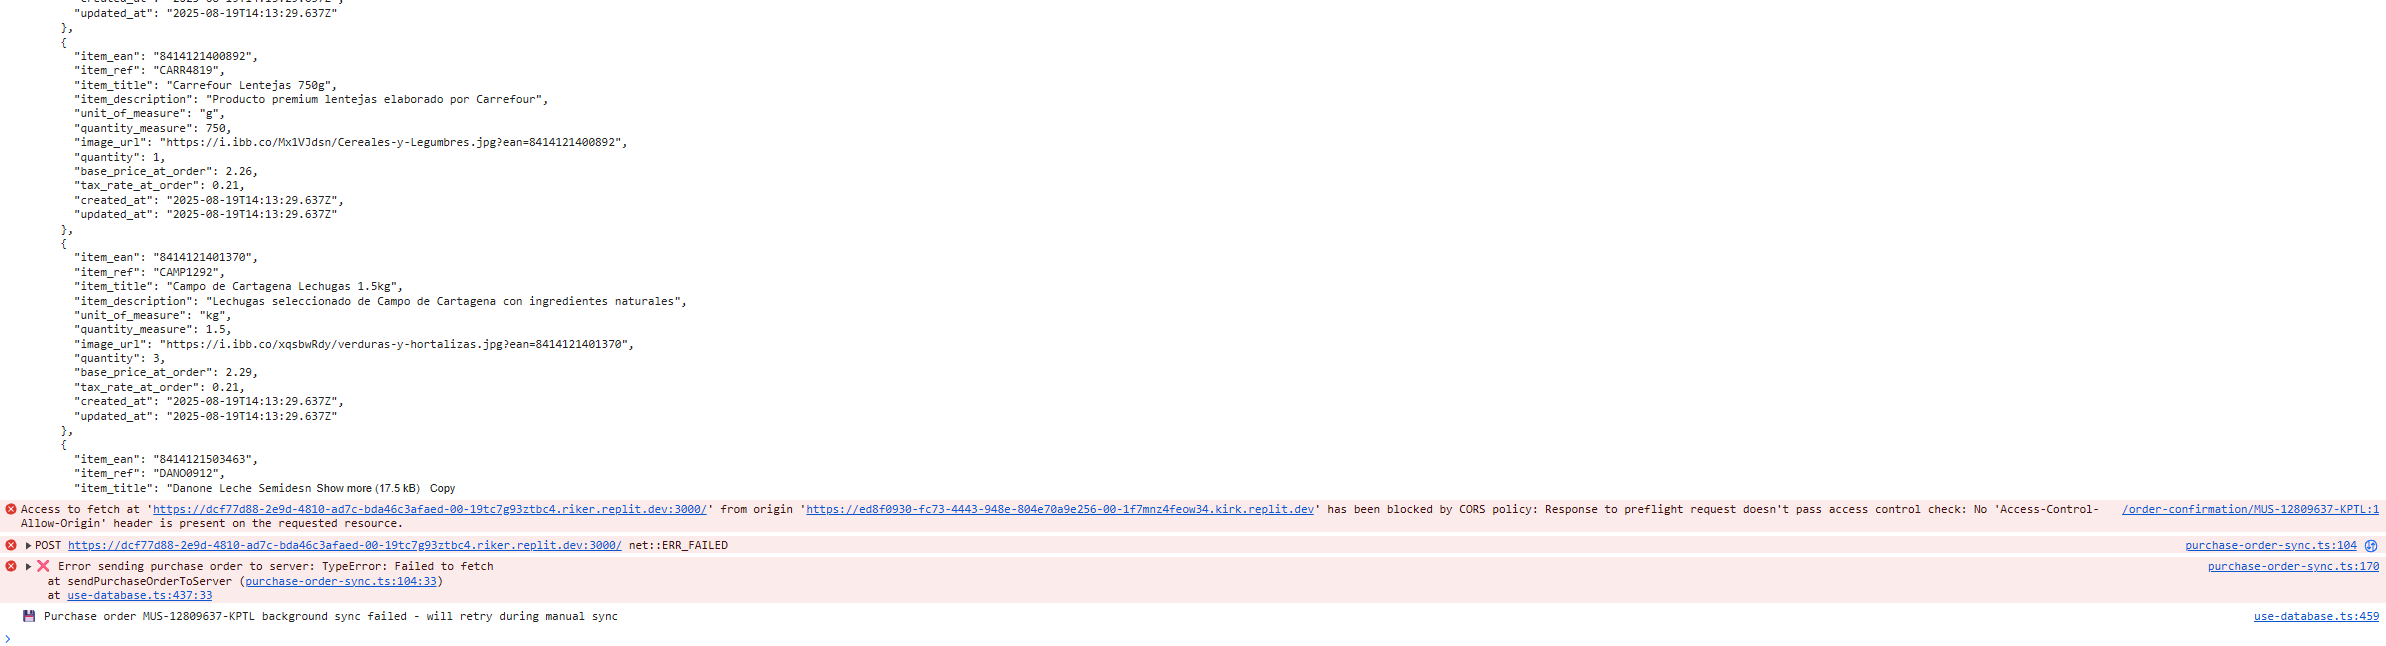 "updated_at": "2025-08-19T14:13:29.637Z"
},
{
"item_ean": "8414121400892",
"item_ref": "CARR4819",
"item_title": "Carrefour Lentejas 750g",
"item_description": "Producto premium lentejas elaborado por Carrefour",
"unit_of_measure": "g",
"quantity_measure": 750,
"image_url": "https://i.ibb.co/Mx1VJdsn/Cereales-y-Legumbres.jpg?ean=8414121400892",
"quantity": 1,
"base_price_at_order": 2.26,
"tax_rate_at_order": 0.21,
"created_at": "2025-08-19T14:13:29.637Z",
"updated_at": "2025-08-19T14:13:29.637Z"
},
{
"item_ean": "8414121401370",
"item_ref": "CAMP1292",
"item_title": "Campo de Cartagena Lechugas 1.5kg",
"item_description": "Lechugas seleccionado de Campo de Cartagena con ingredientes naturales",
"unit_of_measure": "kg",
"quantity_measure": 1.5,
"image_url": "https://i.ibb.co/xqsbwRdy/verduras-y-hortalizas.jpg?ean=8414121401370",
"quantity": 3,
"base_price_at_order": 2.29,
"tax_rate_at_order": 0.21,
"created_at": "2025-08-19T14:13:29.637Z",
"updated_at": "2025-08-19T14:13:29.637Z"
},
{
"item_ean": "8414121503463",
"item_ref": "DANO0912",
"item_title": "Danone Leche Semidesn Show more (17.5 kB) Copy
Access to fetch at 'https://dcf77d88-2e9d-4810-ad7c-bda46c3afaed-00-19tc7g93ztbc4.riker.replit.dev:3000/' from origin 'https://ed8f0930-fc73-4443-948e-804e70a9e256-00-1f7mnz4feow34.kirk.replit.dev' has been blocked by CORS policy: Response to preflight request doesn't pass access control check: No 'Access-Control- /order-confirmation/MUS-12809637-KPTL:1
Allow-Origin' header is present on the requested resource.
POST https://dcf77d88-2e9d-4810-ad7c-bda46c3afaed-00-19tc7g93ztbc4.riker.replit.dev:3000/ net::ERR_FAILED purchase-order-sync.ts:104
❌ Error sending purchase order to server: TypeError: Failed to fetch purchase-order-sync.ts:170
at sendPurchaseOrderToServer (purchase-order-sync.ts:104:33)
at use-database.ts:437:33
💾 Purchase order MUS-12809637-KPTL background sync failed - will retry during manual sync use-database.ts:459